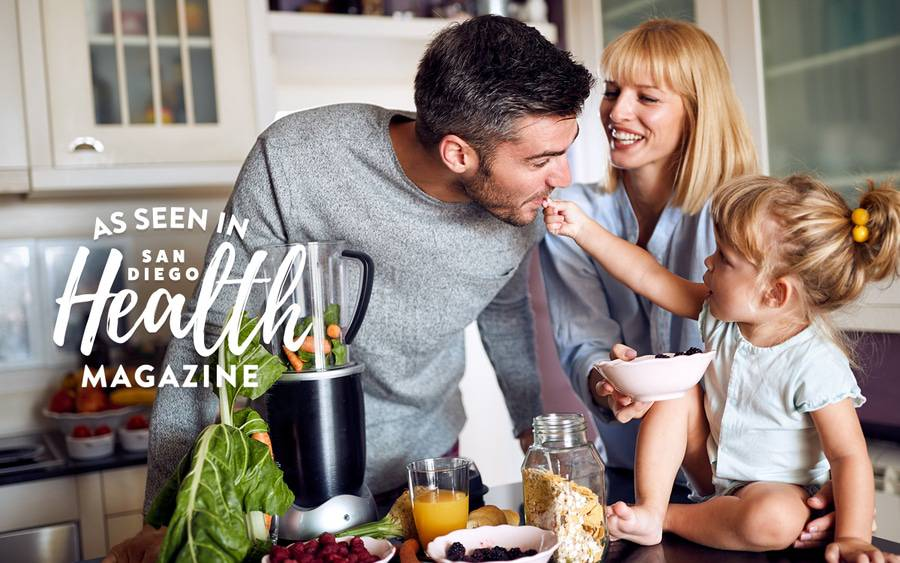 AS SEEN IN
SAN
DIEGO
Health
MAGAZINE